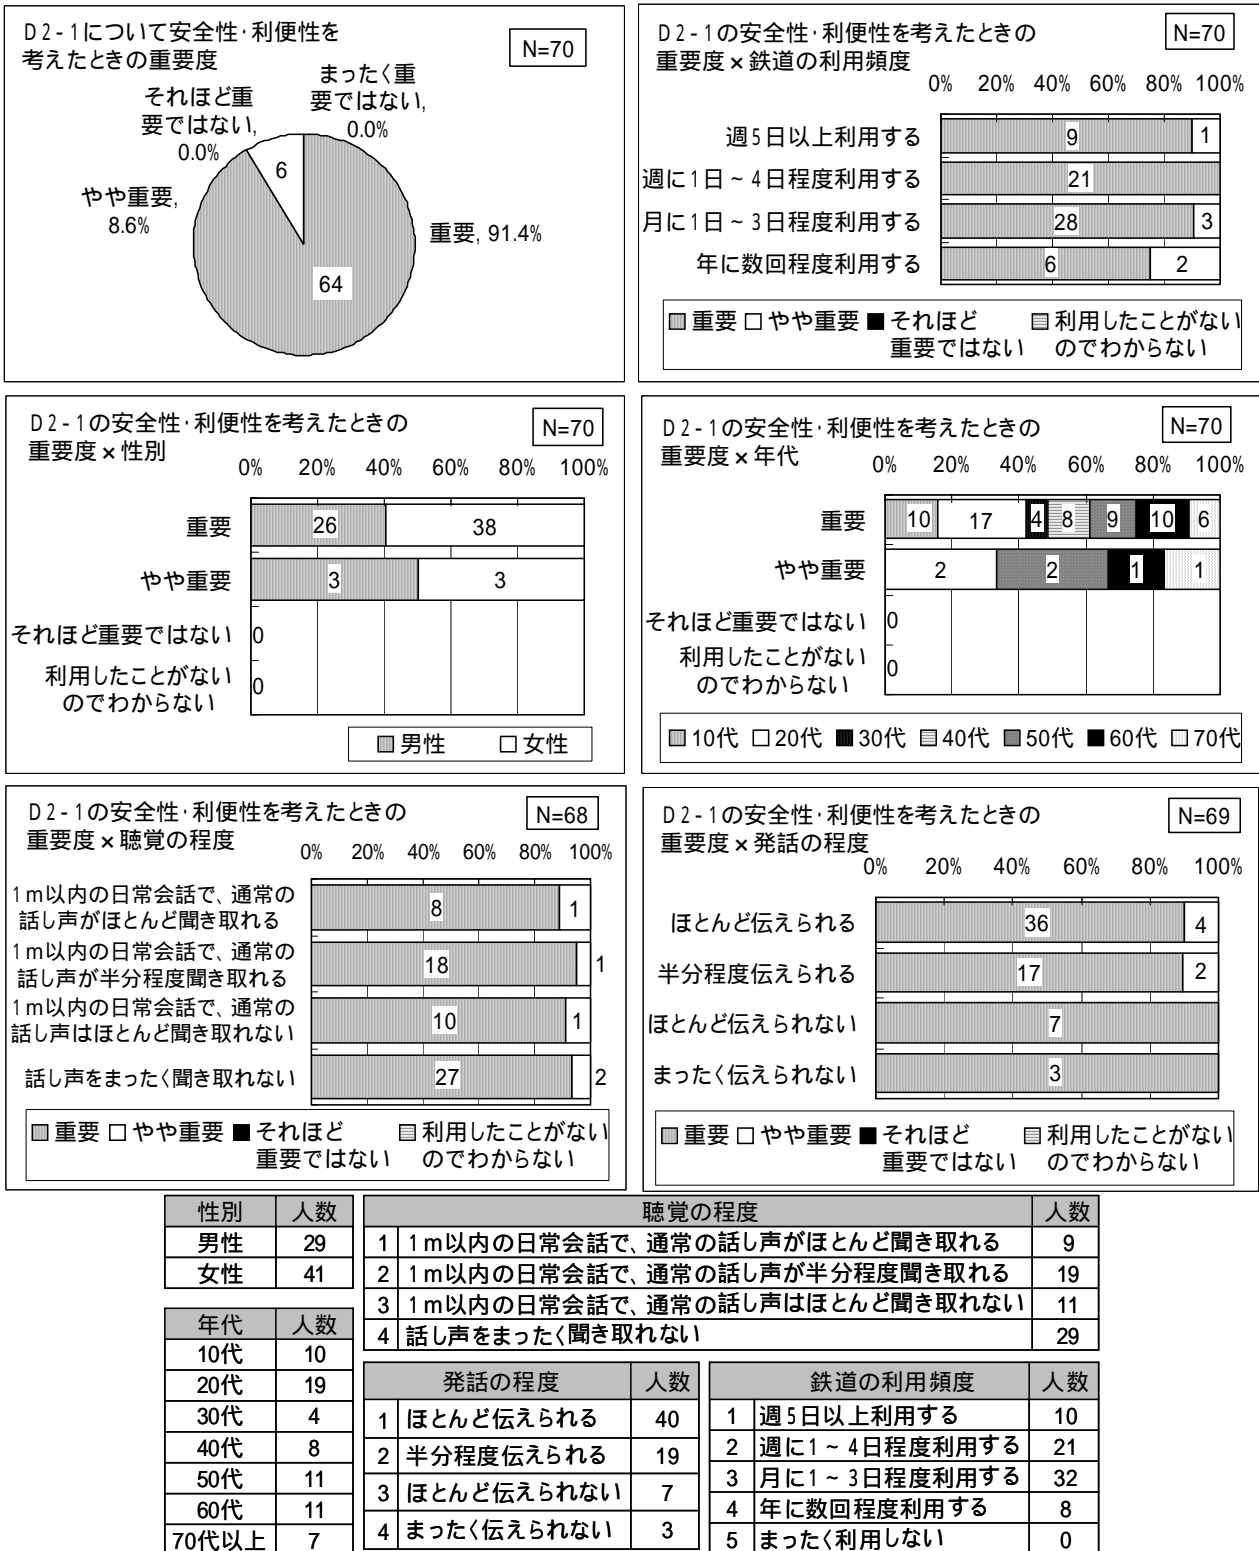 D2-1について安全性･利便性を
考えたときの重要度
N=70
まったく重
要ではない,
0.0%
それほど重
要ではない,
0.0%
6
やや重要,
8.6%
重要, 91.4%
64
D2-1の安全性･利便性を考えたときの
重要度×鉄道の利用頻度
N=70
0% 20% 40% 60% 80% 100%
週5日以上利用する 9 1
週に1日~4日程度利用する 21
月に1日~3日程度利用する 28 3
年に数回程度利用する 6 2
重要 やや重要 それほど 利用したことがない
重要ではない のでわからない
D2-1の安全性･利便性を考えたときの
重要度×性別
N=70
0% 20% 40% 60% 80% 100%
重要 26 38
やや重要 3 3
それほど重要ではない 0
利用したことがない
のでわからない 0
男性 女性
D2-1の安全性･利便性を考えたときの
重要度×年代
N=70
0% 20% 40% 60% 80% 100%
重要 10 17 4 8 9 10 6
やや重要 2 2 1 1
それほど重要ではない 0
利用したことがない
のでわからない 0
10代 20代 30代 40代 50代 60代 70代
D2-1の安全性･利便性を考えたときの
重要度×聴覚の程度
N=68
0% 20% 40% 60% 80% 100%
1m以内の日常会話で、通常の
話し声がほとんど聞き取れる 8 1
1m以内の日常会話で、通常の
話し声が半分程度聞き取れる 18 1
1m以内の日常会話で、通常の
話し声はほとんど聞き取れない 10 1
話し声をまったく聞き取れない 27 2
重要 やや重要 それほど 利用したことがない
重要ではない のでわからない
D2-1の安全性･利便性を考えたときの
重要度×発話の程度
N=69
0% 20% 40% 60% 80% 100%
ほとんど伝えられる 36 4
半分程度伝えられる 17 2
ほとんど伝えられない 7
まったく伝えられない 3
重要 やや重要 それほど 利用したことがない
重要ではない のでわからない
性別 人数
男性 29
女性 41
年代 人数
10代 10
20代 19
30代 4
40代 8
50代 11
60代 11
70代以上 7
聴覚の程度 人数
1 1m以内の日常会話で、通常の話し声がほとんど聞き取れる 9
2 1m以内の日常会話で、通常の話し声が半分程度聞き取れる 19
3 1m以内の日常会話で、通常の話し声はほとんど聞き取れない 11
4 話し声をまったく聞き取れない 29
発話の程度 人数
1 ほとんど伝えられる 40
2 半分程度伝えられる 19
3 ほとんど伝えられない 7
4 まったく伝えられない 3
鉄道の利用頻度 人数
1 週5日以上利用する 10
2 週に1~4日程度利用する 21
3 月に1~3日程度利用する 32
4 年に数回程度利用する 8
5 まったく利用しない 0